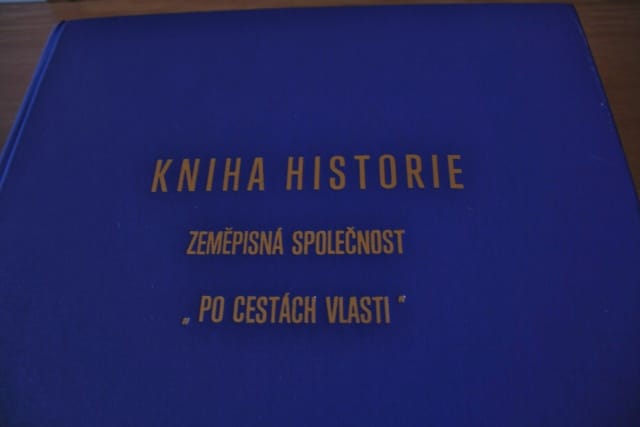 KNIHA HISTORIE
ZEMĚPISNÁ SPOLEČNOST
„ PO CESTÁCH VLASTI “